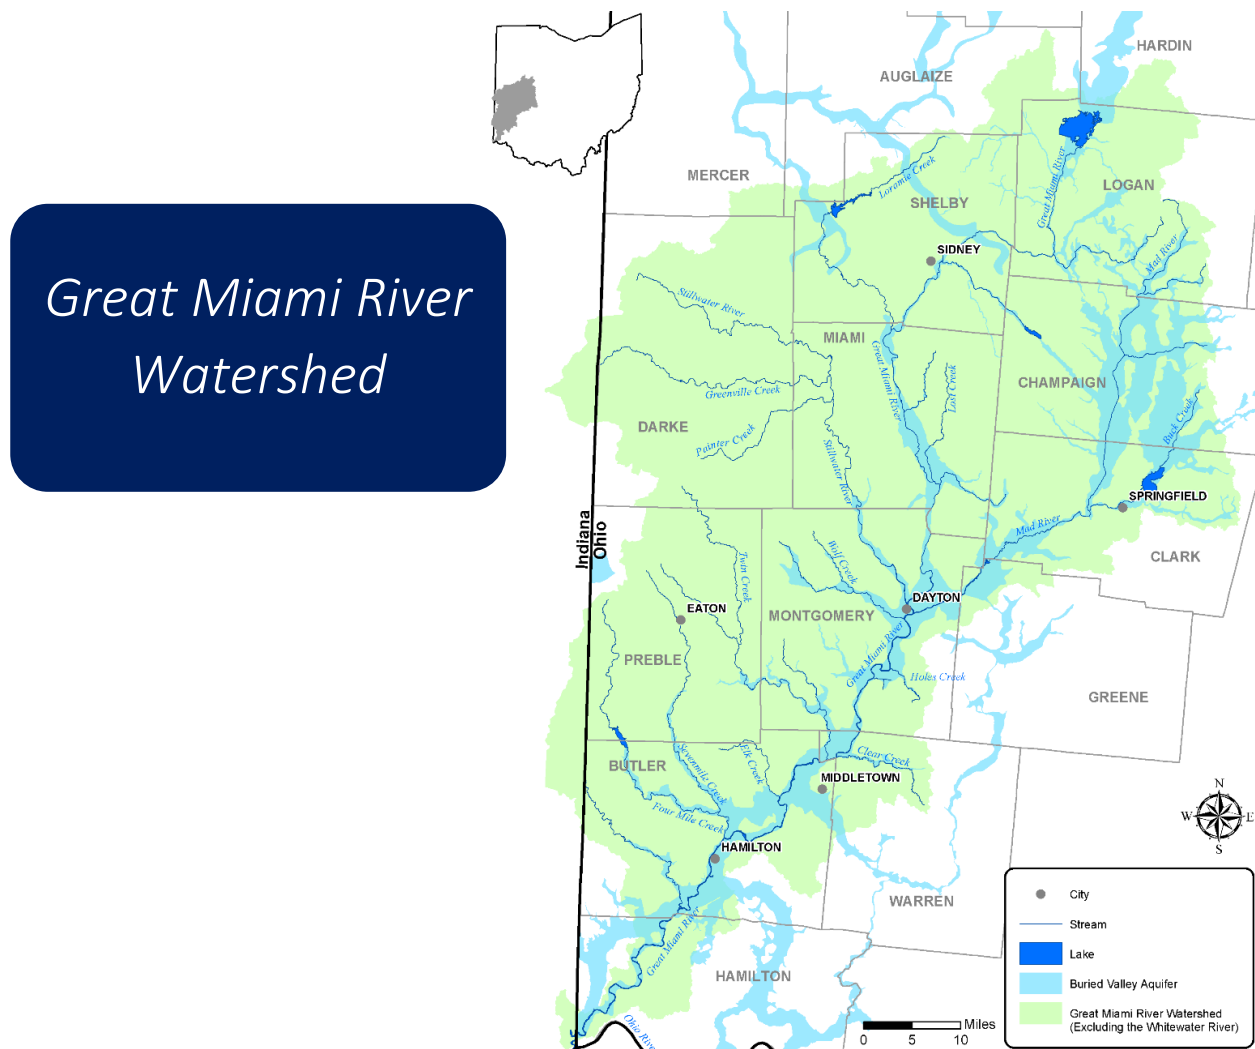 Great Miami River
Watershed
HARDIN
AUGLAIZE
MERCER
LOGAN
SHELBY
Loramie Creek
Great Miami River
Mad River
SIDNEY
Stillwater River
MIAMI
Great Miami River
Lost Creek
CHAMPAIGN
Buck Creek
Greenville Creek
DARKE
Painter Creek
Stillwater River
SPRINGFIELD
Mad River
CLARK
Indiana
Ohio
Twin Creek
Wolf Creek
EATON
DAYTON
MONTGOMERY
PREBLE
Great Miami River
Holes Creek
GREENE
BUTLER
Sevenmile Creek
Elk Creek
Clear Creek
MIDDLETOWN
Four Mile Creek
HAMILTON
WARREN
Great Miami River
HAMILTON
Ohio River
N
W
E
S
City
Stream
Lake
Buried Valley Aquifer
Great Miami River Watershed
(Excluding the Whitewater River)
Miles
0 5 10